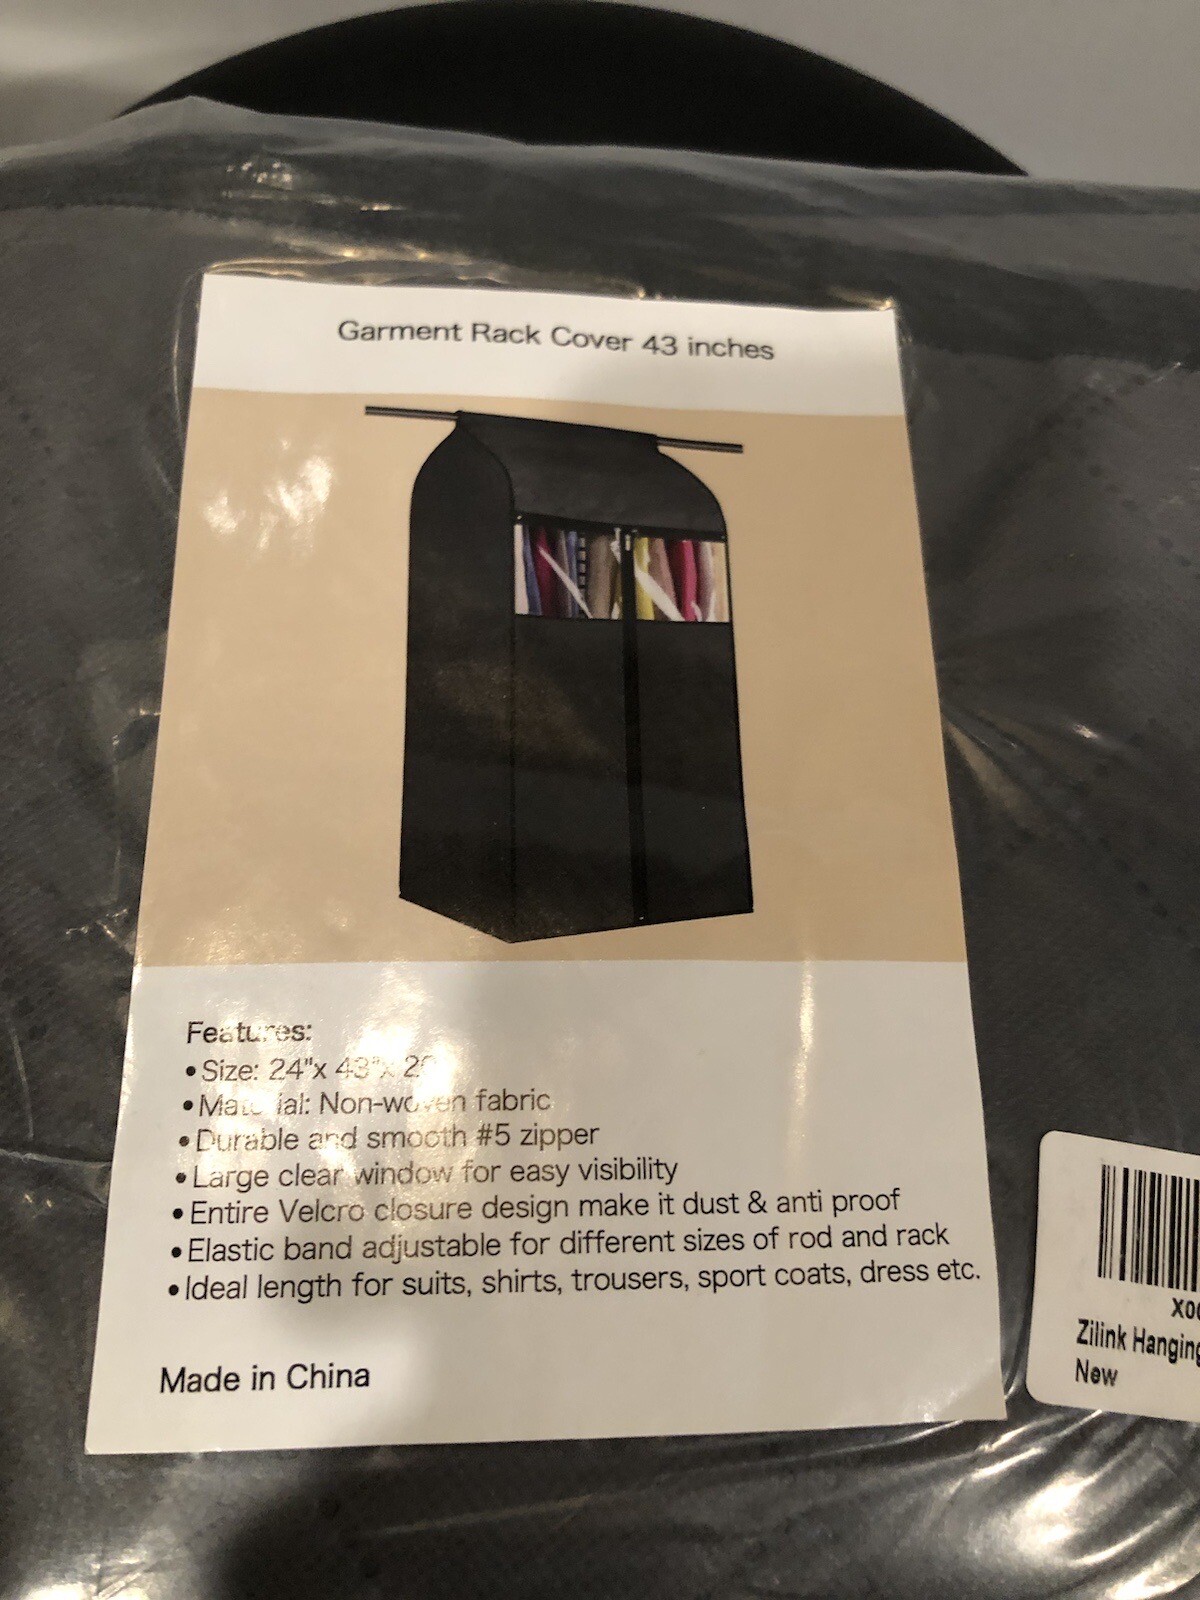 Garment Rack Cover 43 inches
Features:
•Size: 24"x 43"x
•Material: Non-woven fabric
•Durable and smooth #5 zipper
•Large clear window for easy visibility
•Entire Velcro closure design make it dust & anti proof
•Elastic band adjustable for different sizes of rod and rack
•Ideal length for suits, shirts, trousers, sport coats, dress etc.
Made in China
Zilink Hanging
New